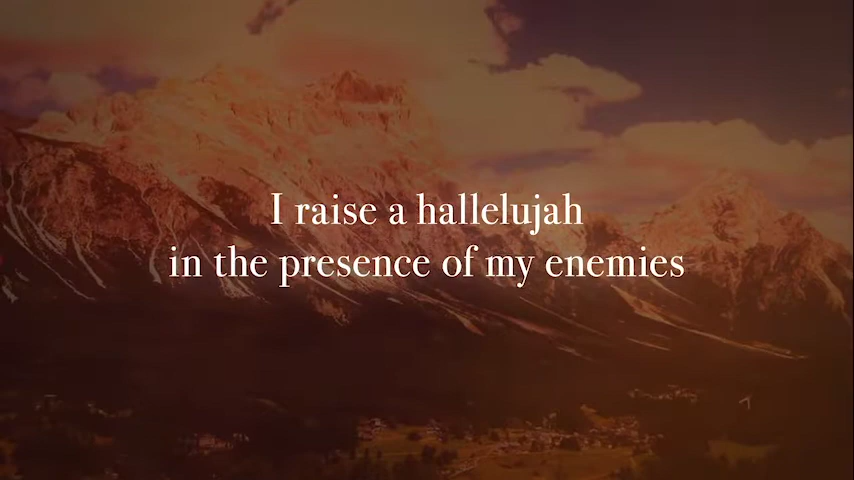 I raise a hallelujah
in the presence of my enemies